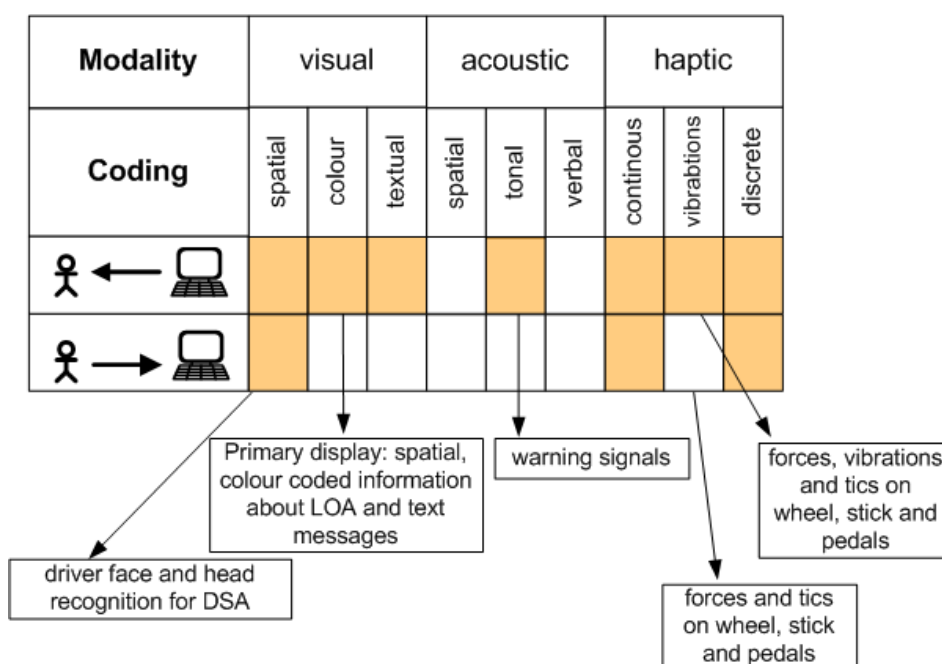 Modality
visual
acoustic
haptic
Coding
spatial
colour
textual
spatial
tonal
verbal
continous
vibrabtions
discrete
Primary display: spatial,
colour coded information
about LOA and text
messages
warning signals
forces, vibrations
and tics on
wheel, stick and
pedals
driver face and head
recognition for DSA
forces and tics
on wheel, stick
and pedals